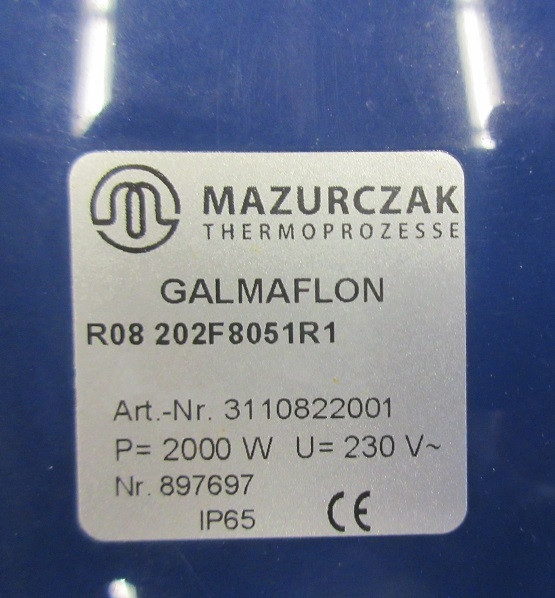 MAZURCZAK
THERMOPROZESSE
GALMAFLON
R08 202F8051R1
Art.-Nr. 3110822001
P= 2000 W U= 230 V~
Nr. 897697
IP65 CE